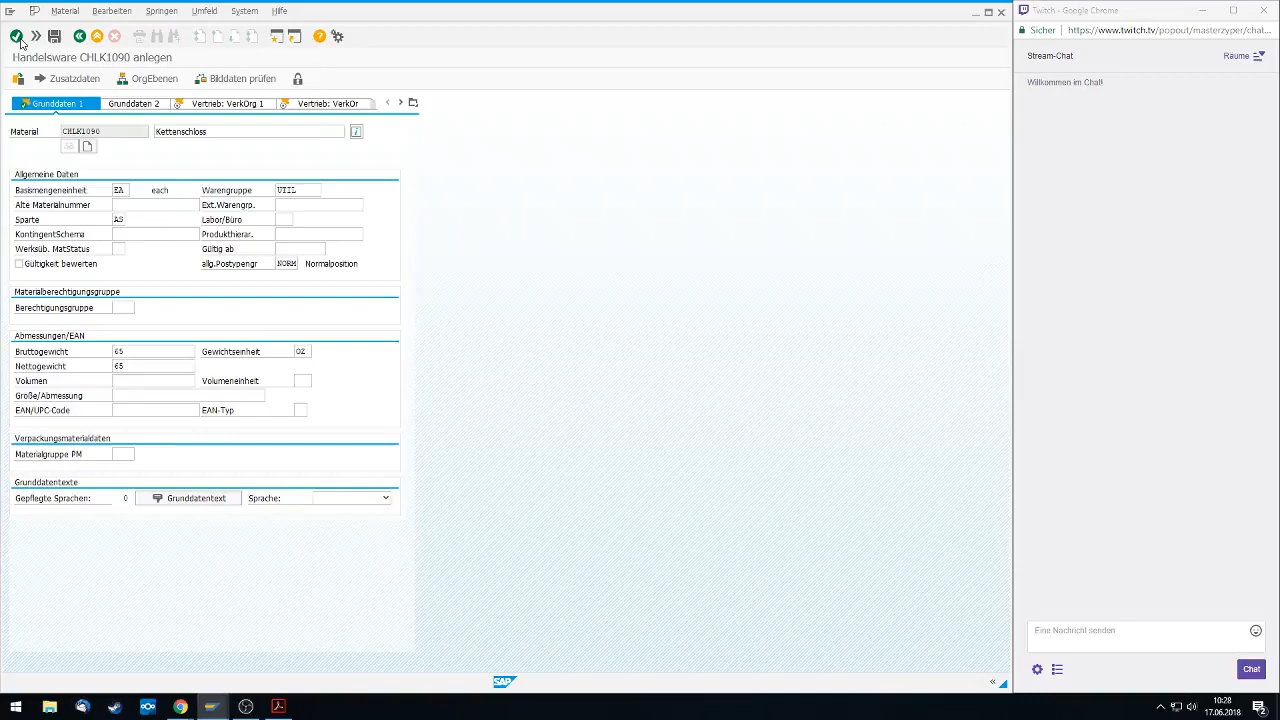 Material Bearbeiten Springen Umfeld System Hilfe
Handelsware CHLK1090 anlegen
Zusatzdaten OrgEbenen Bilddaten prüfen
Grunddaten 1 Grunddaten 2 Vertrieb: VerkOrg 1 Vertrieb: VerkOr
Material CHLK1090 Kettenschloss
Allgemeine Daten
Basismengeneinheit EA each Warengruppe UTIL
Alte Materialnummer Ext.Warengrp.
Sparte AS Labor/Büro
KontingentSchema Produkthierar.
Werksüb. MatStatus Gültig ab
Gültigkeit bewerten allg.Postypengr NORM Normalposition
Materialberechtigungsgruppe
Berechtigungsgruppe
Abmessungen/EAN
Bruttogewicht 65 Gewichtseinheit OZ
Nettogewicht 65
Volumen Volumeneinheit
Größe/Abmessung
EAN/UPC-Code EAN-Typ
Verpackungsmaterialdaten
Materialgruppe PM
Grunddatentexte
Gepflegte Sprachen: 0 Grunddatentext Sprache:
SAP
Twitch - Google Chrome
Sicher https://www.twitch.tv/popout/masterzyper/chat...
Stream-Chat Räume
Willkommen im Chat!
Eine Nachricht senden
Chat
10:28
17.06.2018
2